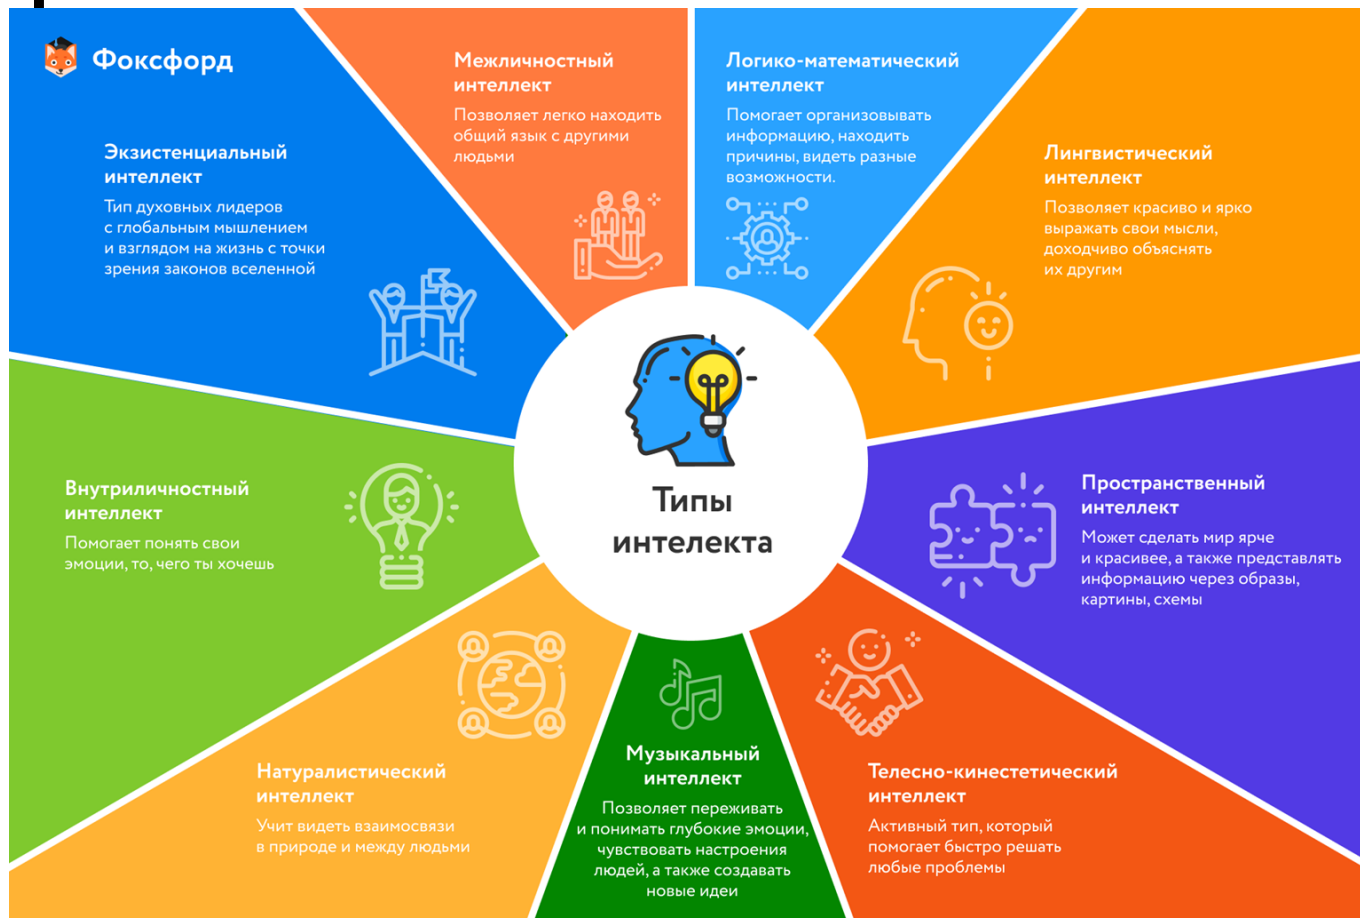 Фоксфорд
Экзистенциальный
интеллект
Тип духовных лидеров
с глобальным мышлением
и взглядом на жизнь с точки
зрения законов вселенной
Межличностный
интеллект
Позволяет легко находить
общий язык с другими
людьми
Логико-математический
интеллект
Помогает организовывать
информацию, находить
причины, видеть разные
возможности.
Лингвистический
интеллект
Позволяет красиво и ярко
выражать свои мысли,
доходчиво объяснять
их другим
Типы
интелекта
Внутриличностный
интеллект
Помогает понять свои
эмоции, то, чего ты хочешь
Пространственный
интеллект
Может сделать мир ярче
и красивее, а также представлять
информацию через образы,
картины, схемы
Натуралистический
интеллект
Учит видеть взаимосвязи
в природе и между людьми
Музыкальный
интеллект
Позволяет переживать
и понимать глубокие эмоции,
чувствовать настроения
людей, а также создавать
новые идеи
Телесно-кинестетический
интеллект
Активный тип, который
помогает быстро решать
любые проблемы